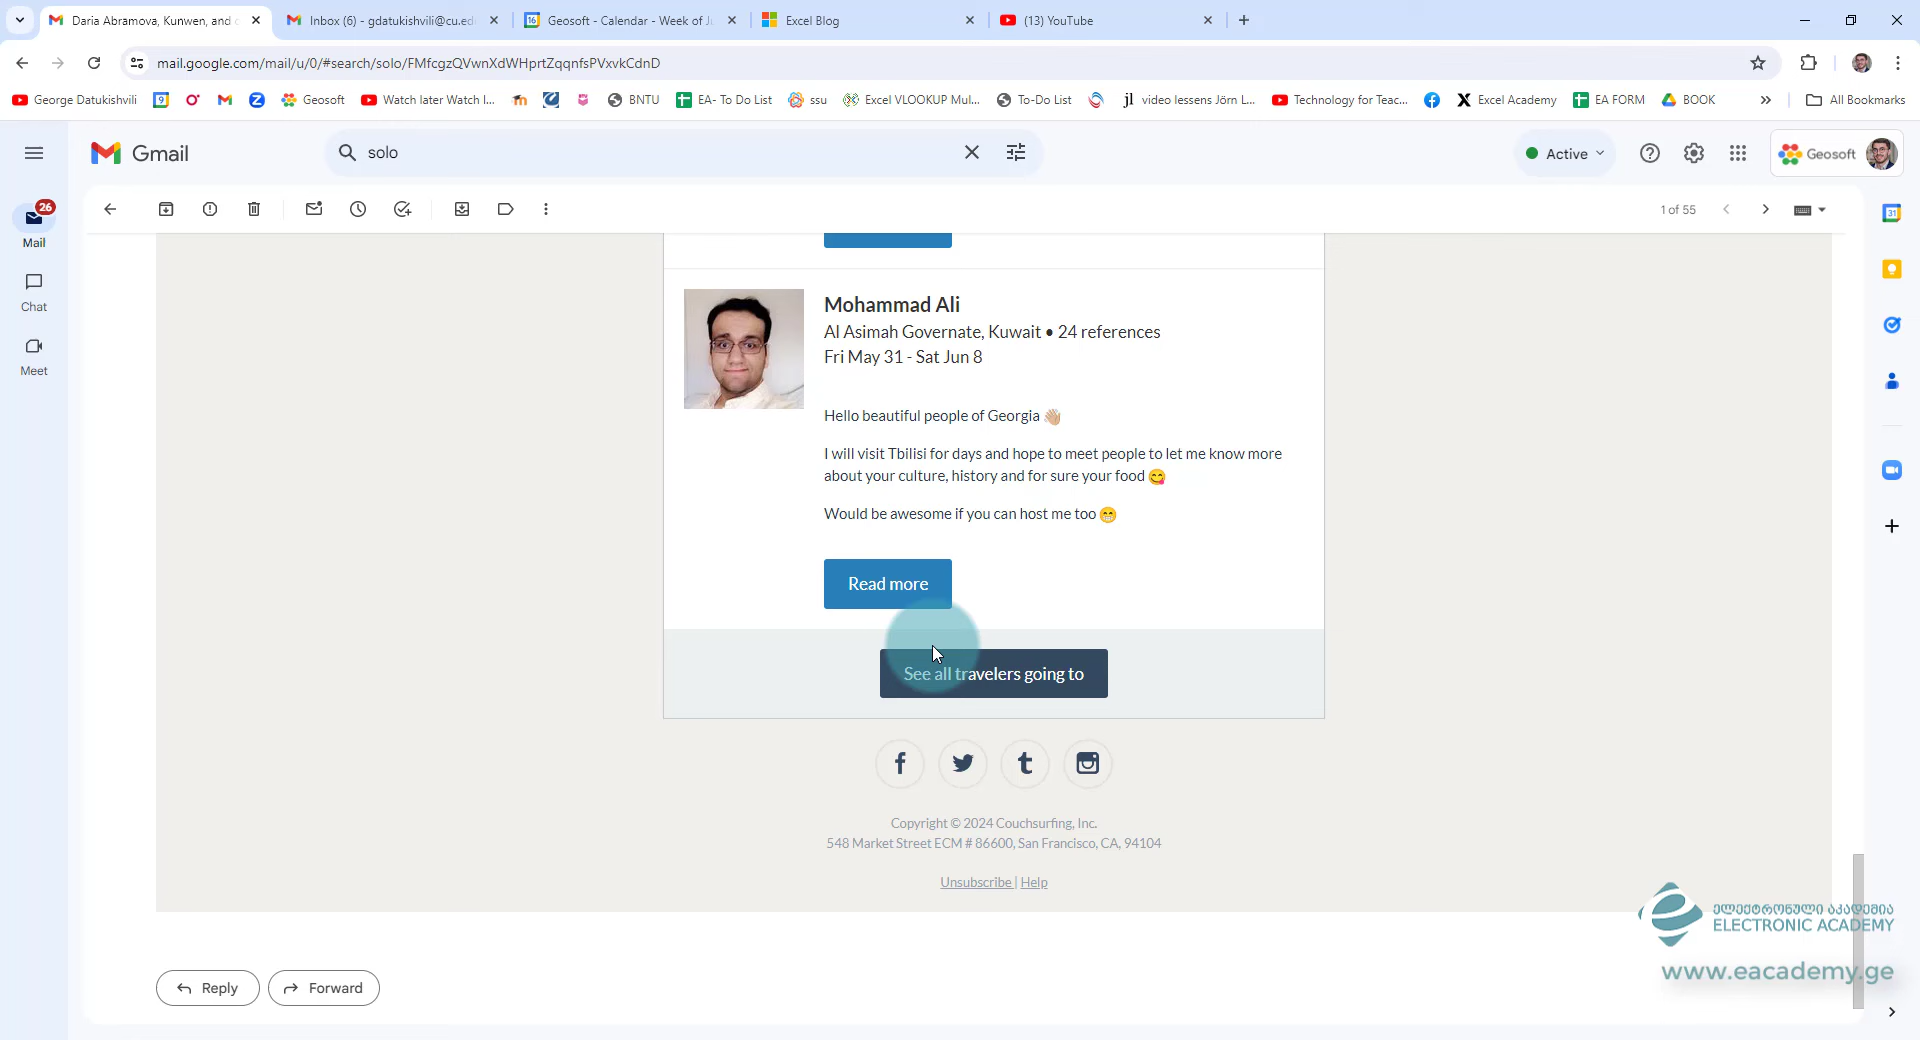 Daria Abramova, Kunwen, and
Inbox (6) - gdatukishvili@cu.ed
Geosoft - Calendar - Week of J
Excel Blog
(13) YouTube
mail.google.com/mail/u/0/#search/solo/FMfcgzQVwnXdWHprtZqqnfsPVxvkCdnD
George Datukishvili
Geosoft
Watch later Watch l...
BNTU
EA- To Do List
ssu
Excel VLOOKUP Mul...
To-Do List
jl video lessens Jörn L...
Technology for Teac...
Excel Academy
EA FORM
BOOK
All Bookmarks
Gmail
solo
Active
Geosoft
26
Mail
Chat
Meet
1 of 55
Mohammad Ali
Al Asimah Governate, Kuwait • 24 references
Fri May 31 - Sat Jun 8
Hello beautiful people of Georgia 👋🏼
I will visit Tbilisi for days and hope to meet people to let me know more
about your culture, history and for sure your food 😋
Would be awesome if you can host me too 😁
Read more
See all travelers going to
Copyright © 2024 Couchsurfing, Inc.
548 Market Street ECM # 86600, San Francisco, CA, 94104
Unsubscribe | Help
Reply
Forward
ელექტრონული აკადემია
ELECTRONIC ACADEMY
www.eacademy.ge